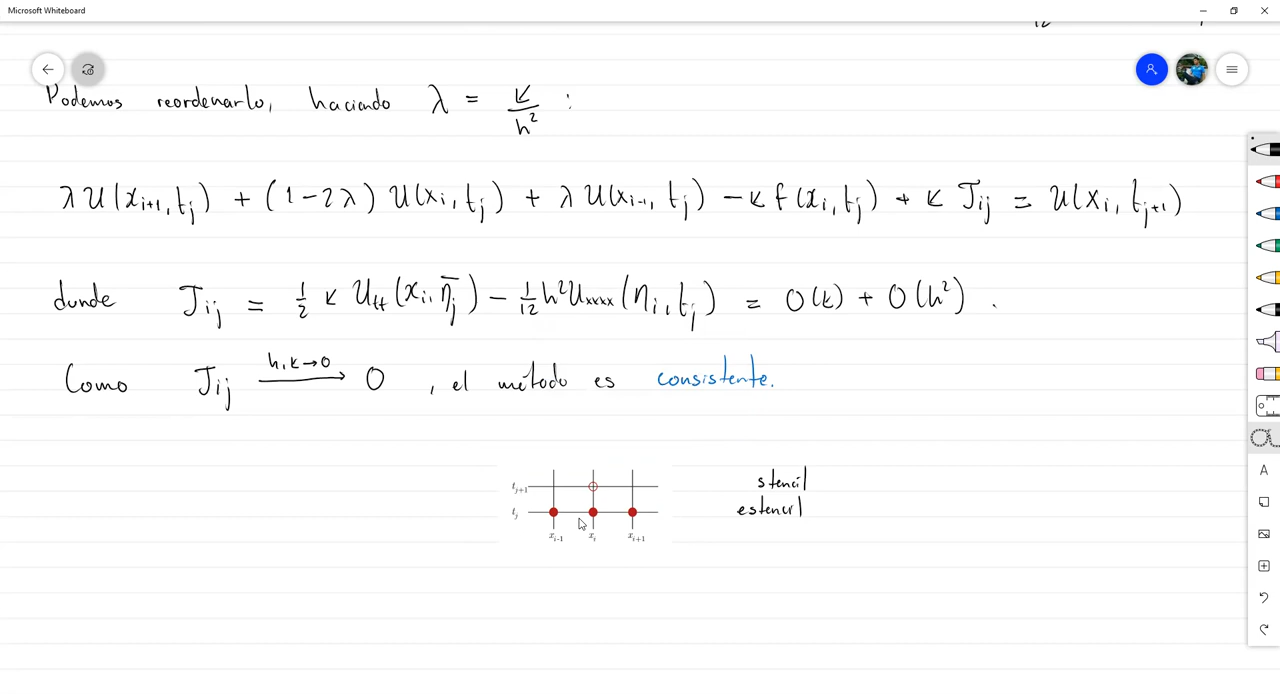 Microsoft Whiteboard
12
Podemos reordenarlo, haciendo λ = K/h² :
λ U(xi+1, tj) + (1-2λ) U(xi, tj) + λ U(xi-1, tj) - K f(xi, tj) + K Tij = U(xi, tj+1)
donde Tij = 1/2 K Utt(xi, η̄j) - 1/12 h² Uxxxx(ηi, tj) = O(k) + O(h²) .
Como Tij h,k→0 ⟶ 0 , el método es consistente.
tj+1
tj
xi-1 xi xi+1
stencil
estencil
A